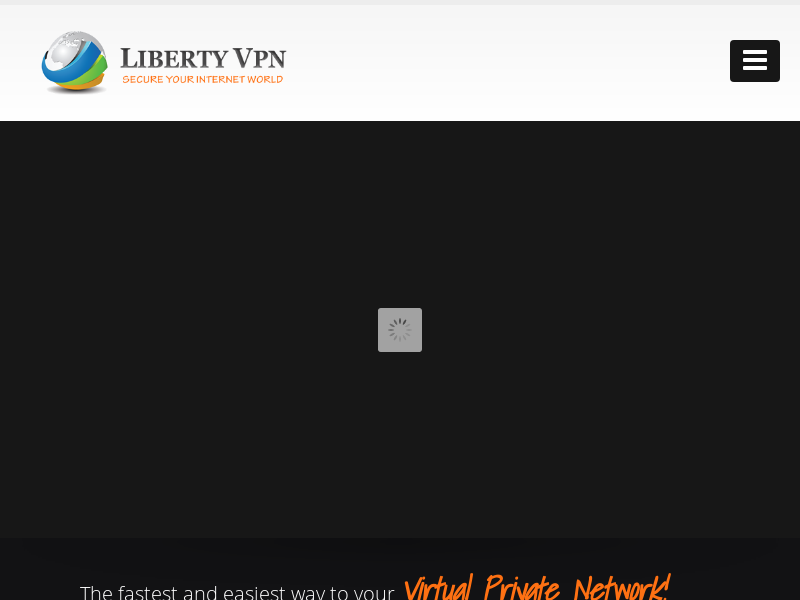 LIBERTY VPN
SECURE YOUR INTERNET WORLD
The fastest and easiest way to your Virtual Private Network!